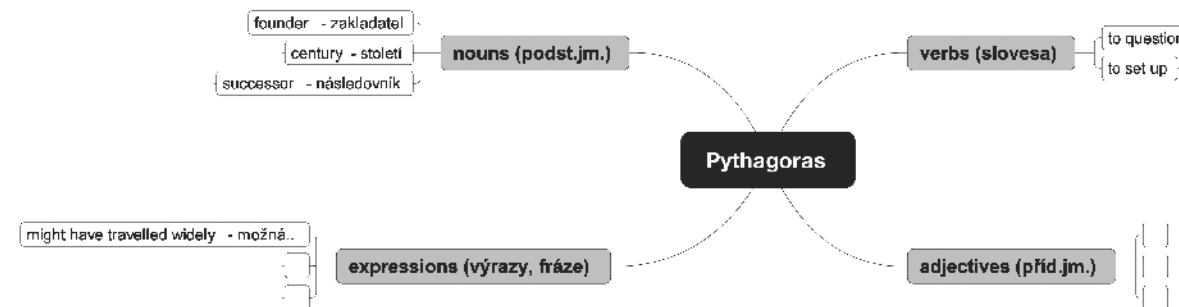 founder - zakladatel
century - století
successor - následovník
nouns (podst.jm.)
verbs (slovesa)
to question
to set up
Pythagoras
might have travelled widely - možná..
expressions (výrazy, fráze)
adjectives (příd.jm.)